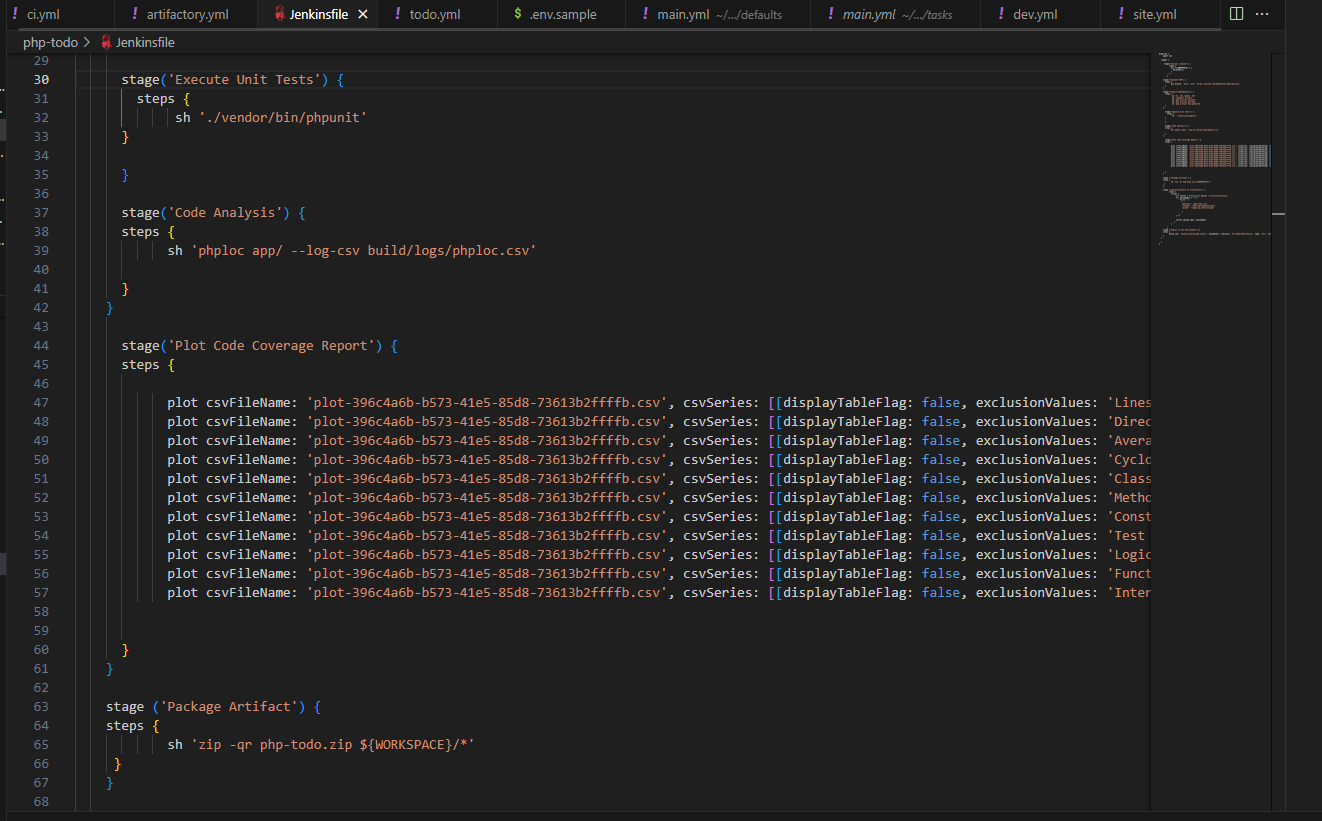 ci.yml
artifactory.yml
Jenkinsfile
todo.yml
.env.sample
main.yml ~/.../defaults
main.yml ~/.../tasks
dev.yml
site.yml
php-todo > Jenkinsfile
29
30 stage('Execute Unit Tests') {
31 steps {
32 sh './vendor/bin/phpunit'
33 }
34
35 }
36
37 stage('Code Analysis') {
38 steps {
39 sh 'phploc app/ --log-csv build/logs/phploc.csv'
40
41 }
42 }
43
44 stage('Plot Code Coverage Report') {
45 steps {
46
47 plot csvFileName: 'plot-396c4a6b-b573-41e5-85d8-73613b2ffffb.csv', csvSeries: [[displayTableFlag: false, exclusionValues: 'Lines
48 plot csvFileName: 'plot-396c4a6b-b573-41e5-85d8-73613b2ffffb.csv', csvSeries: [[displayTableFlag: false, exclusionValues: 'Direc
49 plot csvFileName: 'plot-396c4a6b-b573-41e5-85d8-73613b2ffffb.csv', csvSeries: [[displayTableFlag: false, exclusionValues: 'Avera
50 plot csvFileName: 'plot-396c4a6b-b573-41e5-85d8-73613b2ffffb.csv', csvSeries: [[displayTableFlag: false, exclusionValues: 'Cyclo
51 plot csvFileName: 'plot-396c4a6b-b573-41e5-85d8-73613b2ffffb.csv', csvSeries: [[displayTableFlag: false, exclusionValues: 'Class
52 plot csvFileName: 'plot-396c4a6b-b573-41e5-85d8-73613b2ffffb.csv', csvSeries: [[displayTableFlag: false, exclusionValues: 'Metho
53 plot csvFileName: 'plot-396c4a6b-b573-41e5-85d8-73613b2ffffb.csv', csvSeries: [[displayTableFlag: false, exclusionValues: 'Const
54 plot csvFileName: 'plot-396c4a6b-b573-41e5-85d8-73613b2ffffb.csv', csvSeries: [[displayTableFlag: false, exclusionValues: 'Test
55 plot csvFileName: 'plot-396c4a6b-b573-41e5-85d8-73613b2ffffb.csv', csvSeries: [[displayTableFlag: false, exclusionValues: 'Logic
56 plot csvFileName: 'plot-396c4a6b-b573-41e5-85d8-73613b2ffffb.csv', csvSeries: [[displayTableFlag: false, exclusionValues: 'Funct
57 plot csvFileName: 'plot-396c4a6b-b573-41e5-85d8-73613b2ffffb.csv', csvSeries: [[displayTableFlag: false, exclusionValues: 'Inter
58
59
60 }
61 }
62
63 stage ('Package Artifact') {
64 steps {
65 sh 'zip -qr php-todo.zip ${WORKSPACE}/*'
66 }
67 }
68